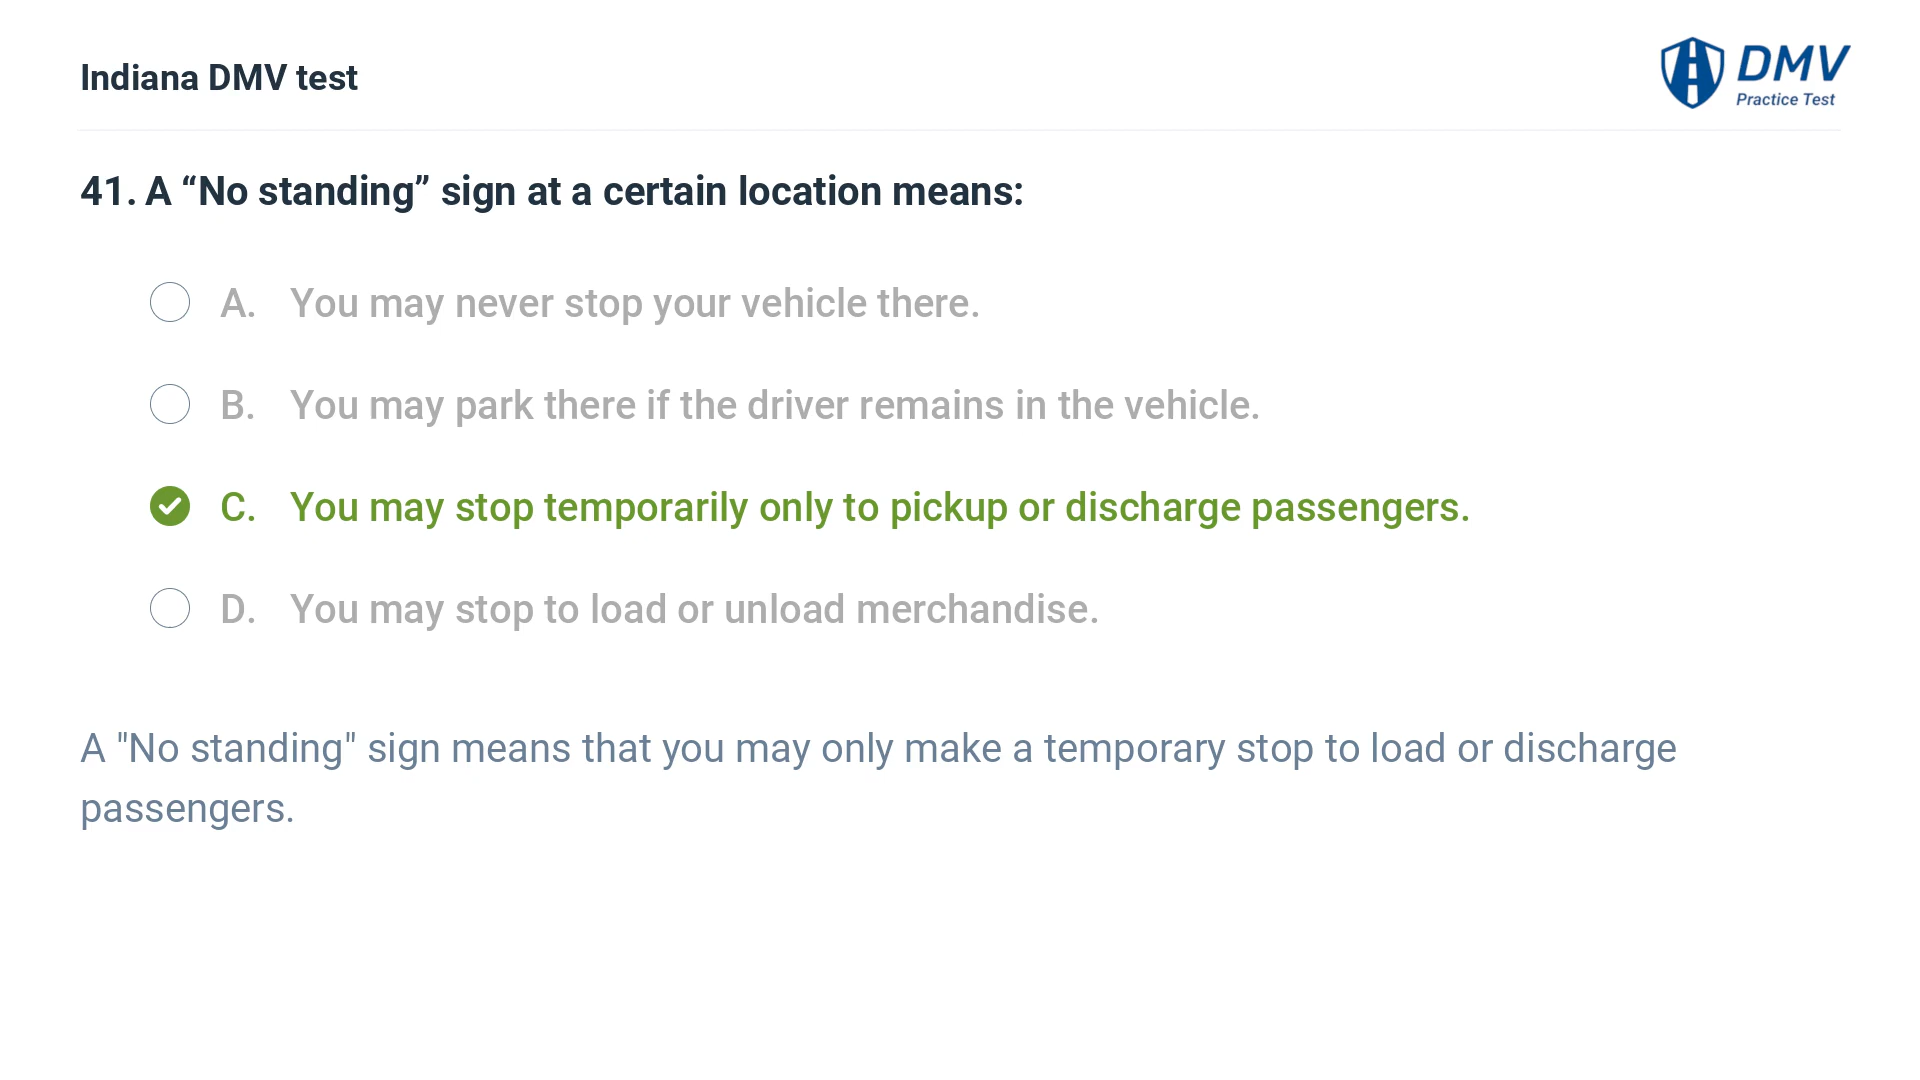 Indiana DMV test
DMV
Practice Test
41. A “No standing” sign at a certain location means:
A. You may never stop your vehicle there.
B. You may park there if the driver remains in the vehicle.
C. You may stop temporarily only to pickup or discharge passengers.
D. You may stop to load or unload merchandise.
A "No standing" sign means that you may only make a temporary stop to load or discharge
passengers.